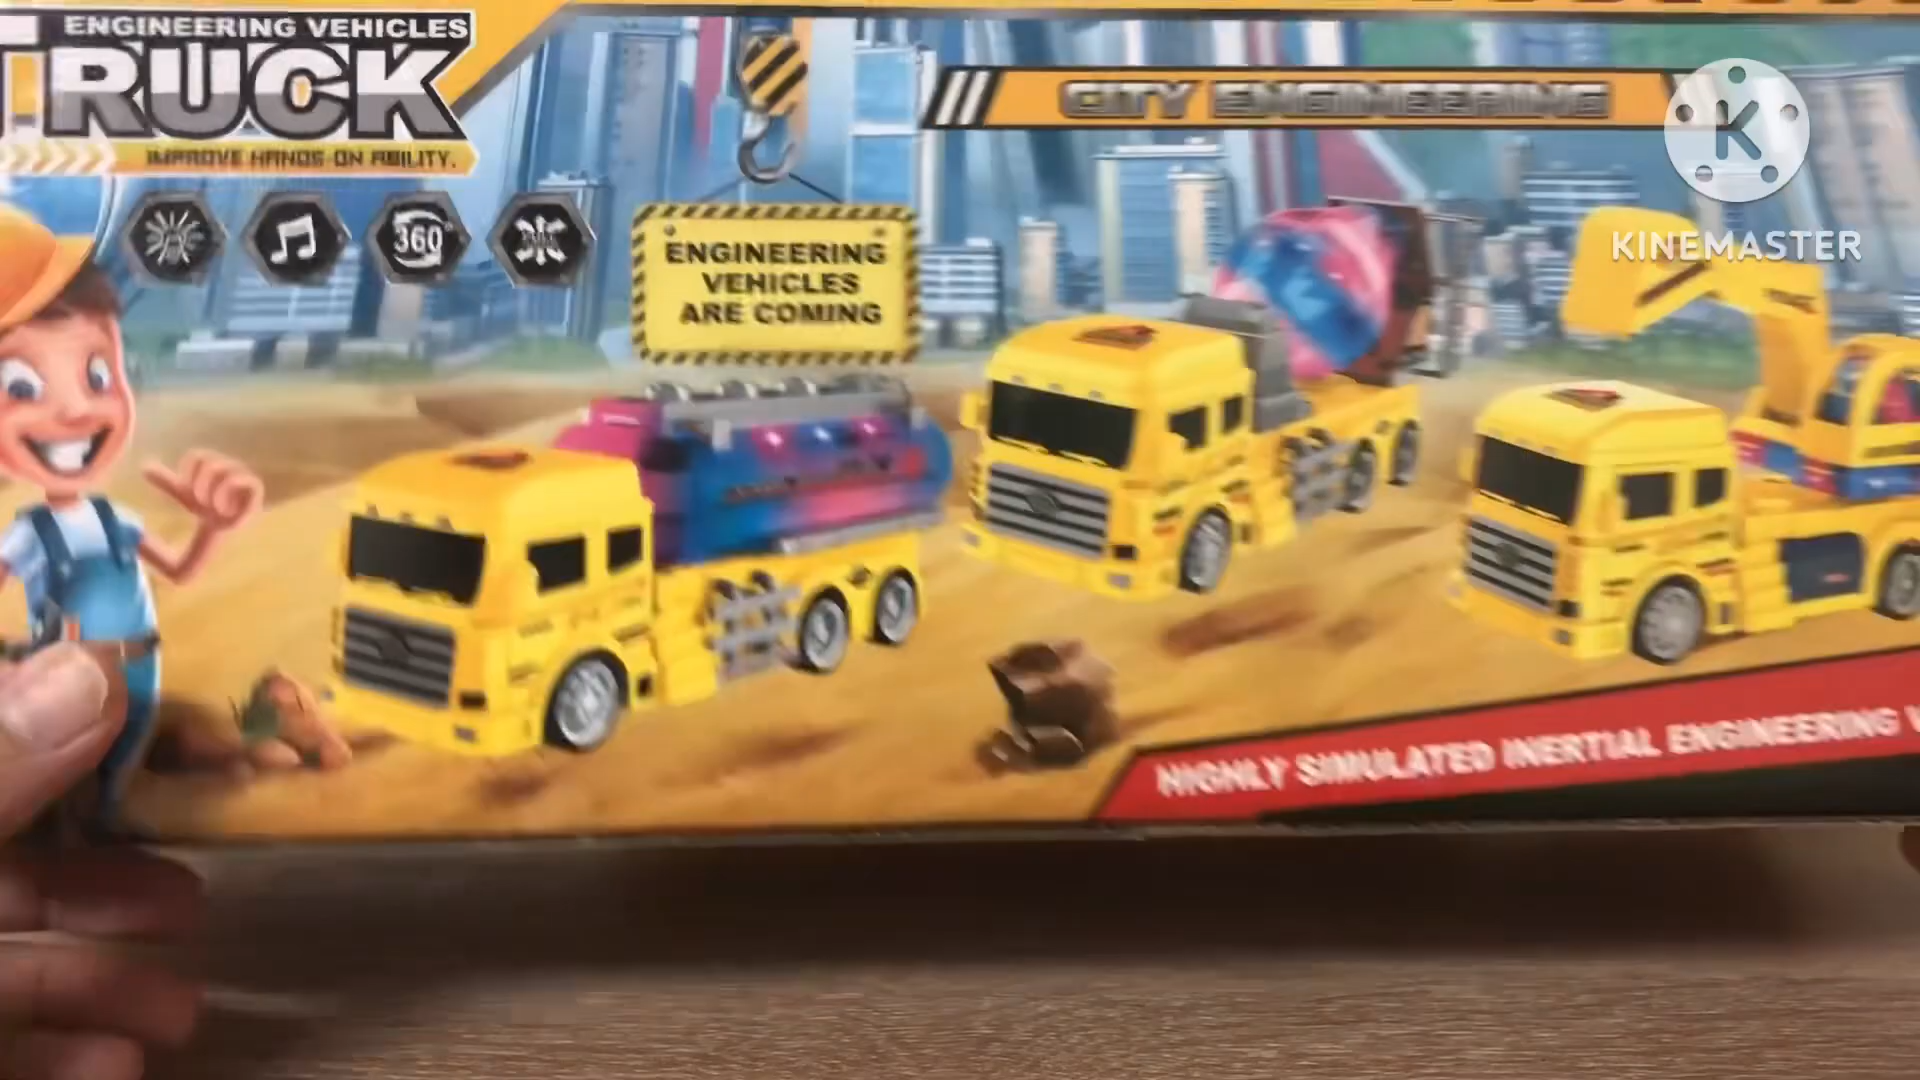 ENGINEERING VEHICLES
TRUCK
IMPROVE HANDS-ON ABILITY.
360°
ENGINEERING
VEHICLES
ARE COMING
CITY ENGINEERING
K
KINEMASTER
HIGHLY SIMULATED INERTIAL ENGINEERING